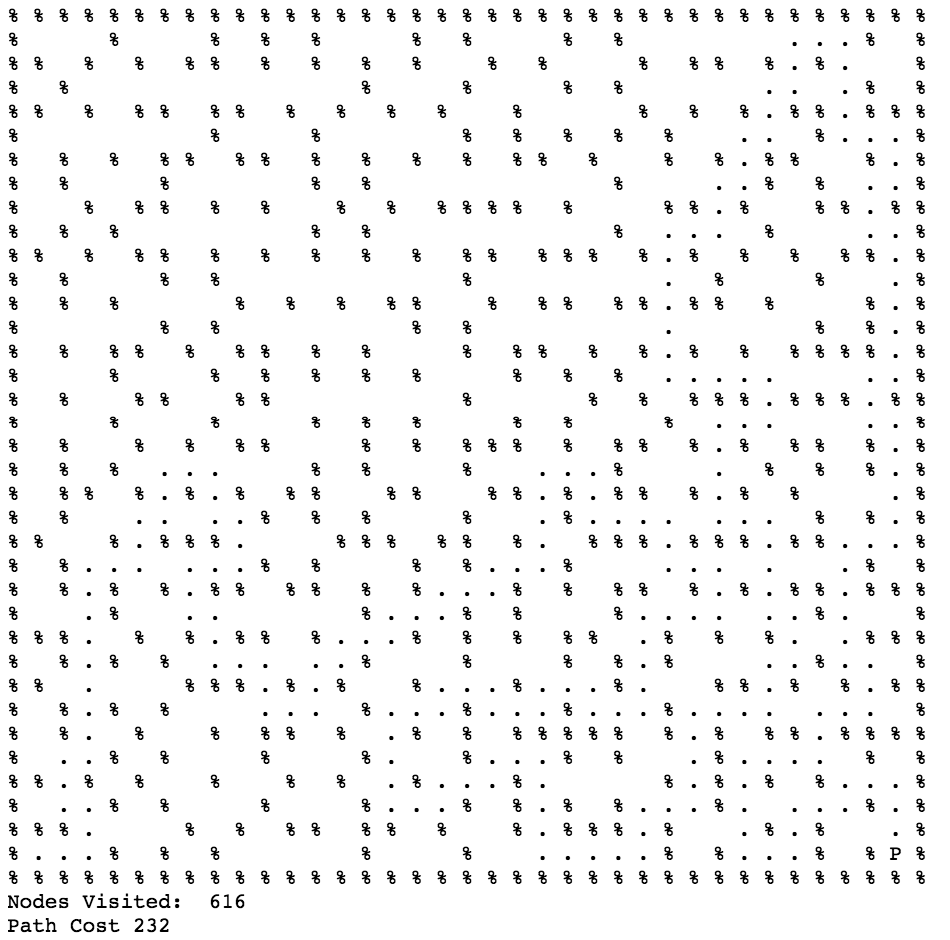 % % % % % % % % % % % % % % % % % % % % % % % % % % % % % % % % % % % % %
%       %       %   %   %       %   %       %   %             . . . %   %
% %   %   %   % %   %   %   %   %     %   %       %   % %   % . % .     %
%   %                       %       %       %   %           . .   . %   %
% %   %   % %   % %   %   %   %   %     %         %   %   % . % % . % % %
%               %       %           %   %   %   %   %     . .     % . . . %
%   %   %   % %   % %   %   %   %   %   % %   %     %   % . % %     % . %
%   %       %           %   %                   %       . . %   %   . . %
%     %   % %   %   %     %   %   % % % %   %       % % . %     % % . % %
%   %   %               %   %                   %   . . .   %       . . %
% %   %   %   %   %   %   %   %   %   % % %   % .   %   %   %   % % . %
%   %       %   %                   %               .   %       %     . %
%   %   %         %   %   %   % %     %   % %   % % . % %   %       % . %
%           %   %               %   %               .           %   % . %
%   %   % %   %   % %   %   %       %   % %   %   % . %   %   % % % % . %
%       %       %   %   %   %   %       %   %   %   . . . . .       . . %
%   %     % %     % %               %         %   %   % % % . % % % . % %
%       %       %       %   %   %       %   %       %   . . .       . . %
%   %     %   %   % %       %   %   % % %   %   % %   % . %   % %   % . %
%   %   %   . . .       %   %       %     . . . %       .   %   %   % . %
%   % %   % . % . %   % %     % %     % % . % . % %   % . %   %       . %
%   %     . .   . . %   %   %       %     . % . . . .   . . .   %   % . %
% %     % . % % % .       % % %   % %   % .   % % % . % % % . % % . . . %
%   % . . .   . . . %   %       %   % . . . %       . . .   .     . %   %
%   % . %   % . % %   % %   %   % . . . %   %   % %   % . % . % % . % % %
%     . %     . .           % . . . %   %       % . . . .   . . % .     %
% % % .   %   % . % %   % . . . %   %   %   % %   . %   %   % .   . % % %
%   % . %   %   . . .   . . %       %       %   % . %       . . % . .   %
% %   .       % % % . % . %     % . . . % . . . % .     % % . %   % . % %
%   % . %   %       . . .   % . . . % . . . % . . . % . . . . .   . . . %
%   % .   %     %   % %   %   . %   %   % % % % %   % . % . % % . % % % %
%   . . %   %       %       % .     . . . . %   %     . . . . . . . %   %
% % . %   %     %     %   %   . % . . . % .         % . % . %   % . . . %
%   . . %   %       %       % . . . %   % . %   % . . . % .   . . . % . %
% % % .       %   %   % %   % %   %     % . % % % . %     . %   %     . %
% . . . %   %   %           %       %     . . . . . %   % . . . %   % P %
% % % % % % % % % % % % % % % % % % % % % % % % % % % % % % % % % % % % %
Nodes Visited:  616
Path Cost 232